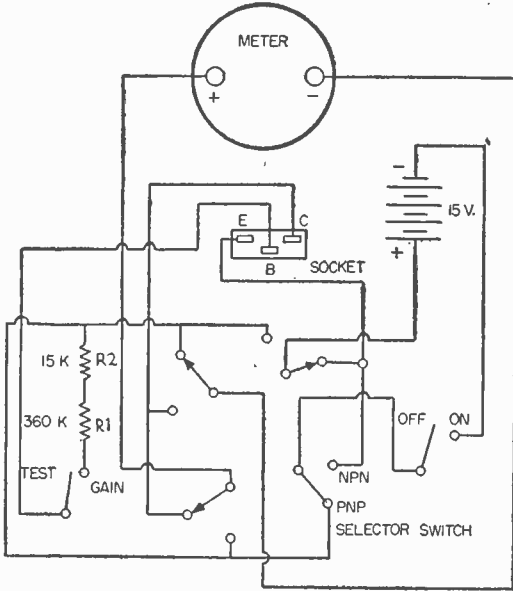 METER
+
-
-
15 V.
+
E
C
B
SOCKET
15 K
R2
360 K
R1
OFF
ON
TEST
GAIN
NPN
PNP
SELECTOR SWITCH